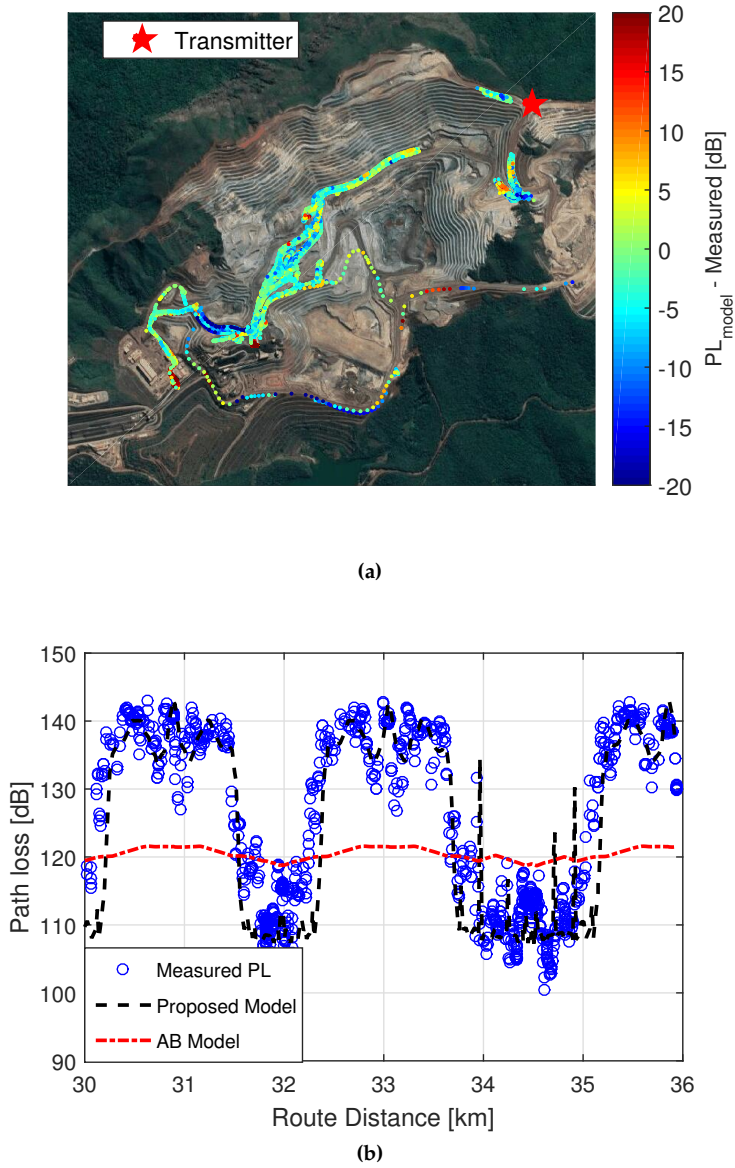 Transmitter
20
15
10
5
0
-5
-10
-15
-20
PLmodel - Measured [dB]
(a)
150
140
130
120
110
100
90
Path loss [dB]
Measured PL
Proposed Model
AB Model
30 31 32 33 34 35 36
Route Distance [km]
(b)